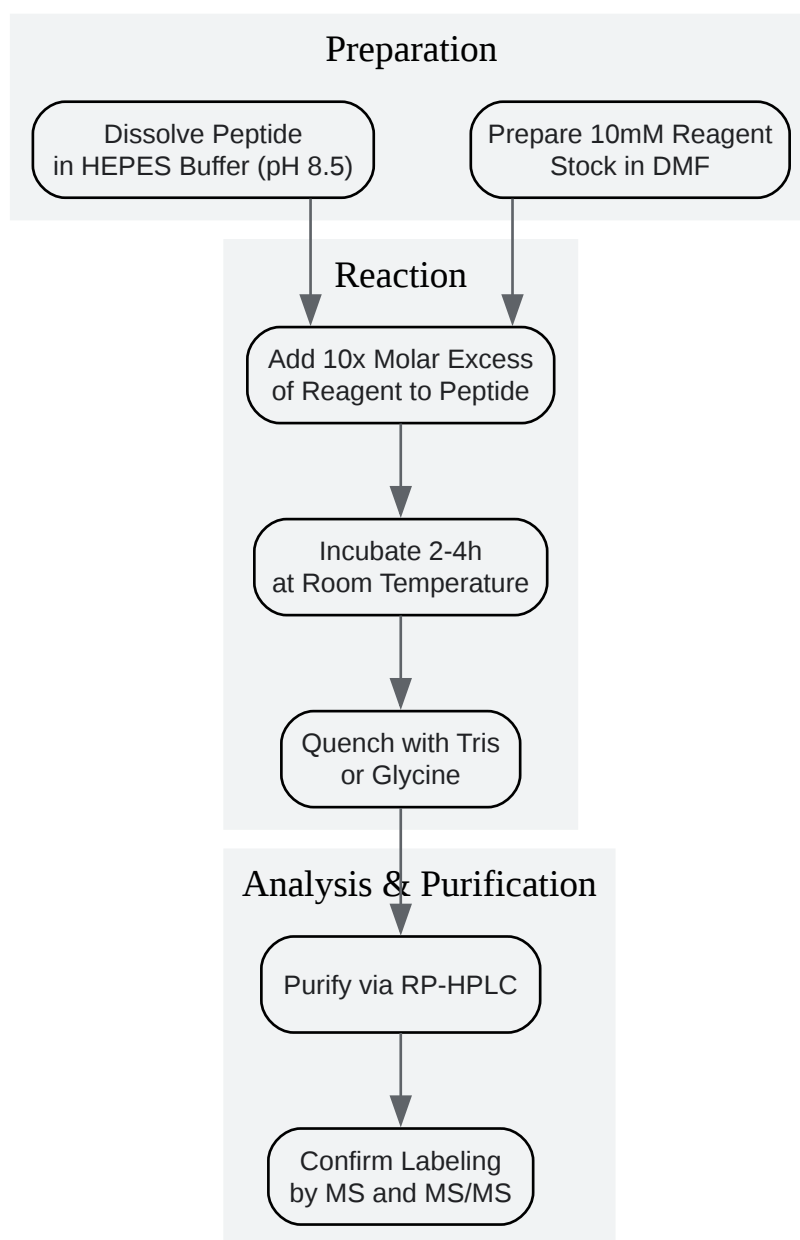 Preparation
Dissolve Peptide
in HEPES Buffer (pH 8.5)
Prepare 10mM Reagent
Stock in DMF
Reaction
Add 10x Molar Excess
of Reagent to Peptide
Incubate 2-4h
at Room Temperature
Quench with Tris
or Glycine
Analysis & Purification
Purify via RP-HPLC
Confirm Labeling
by MS and MS/MS